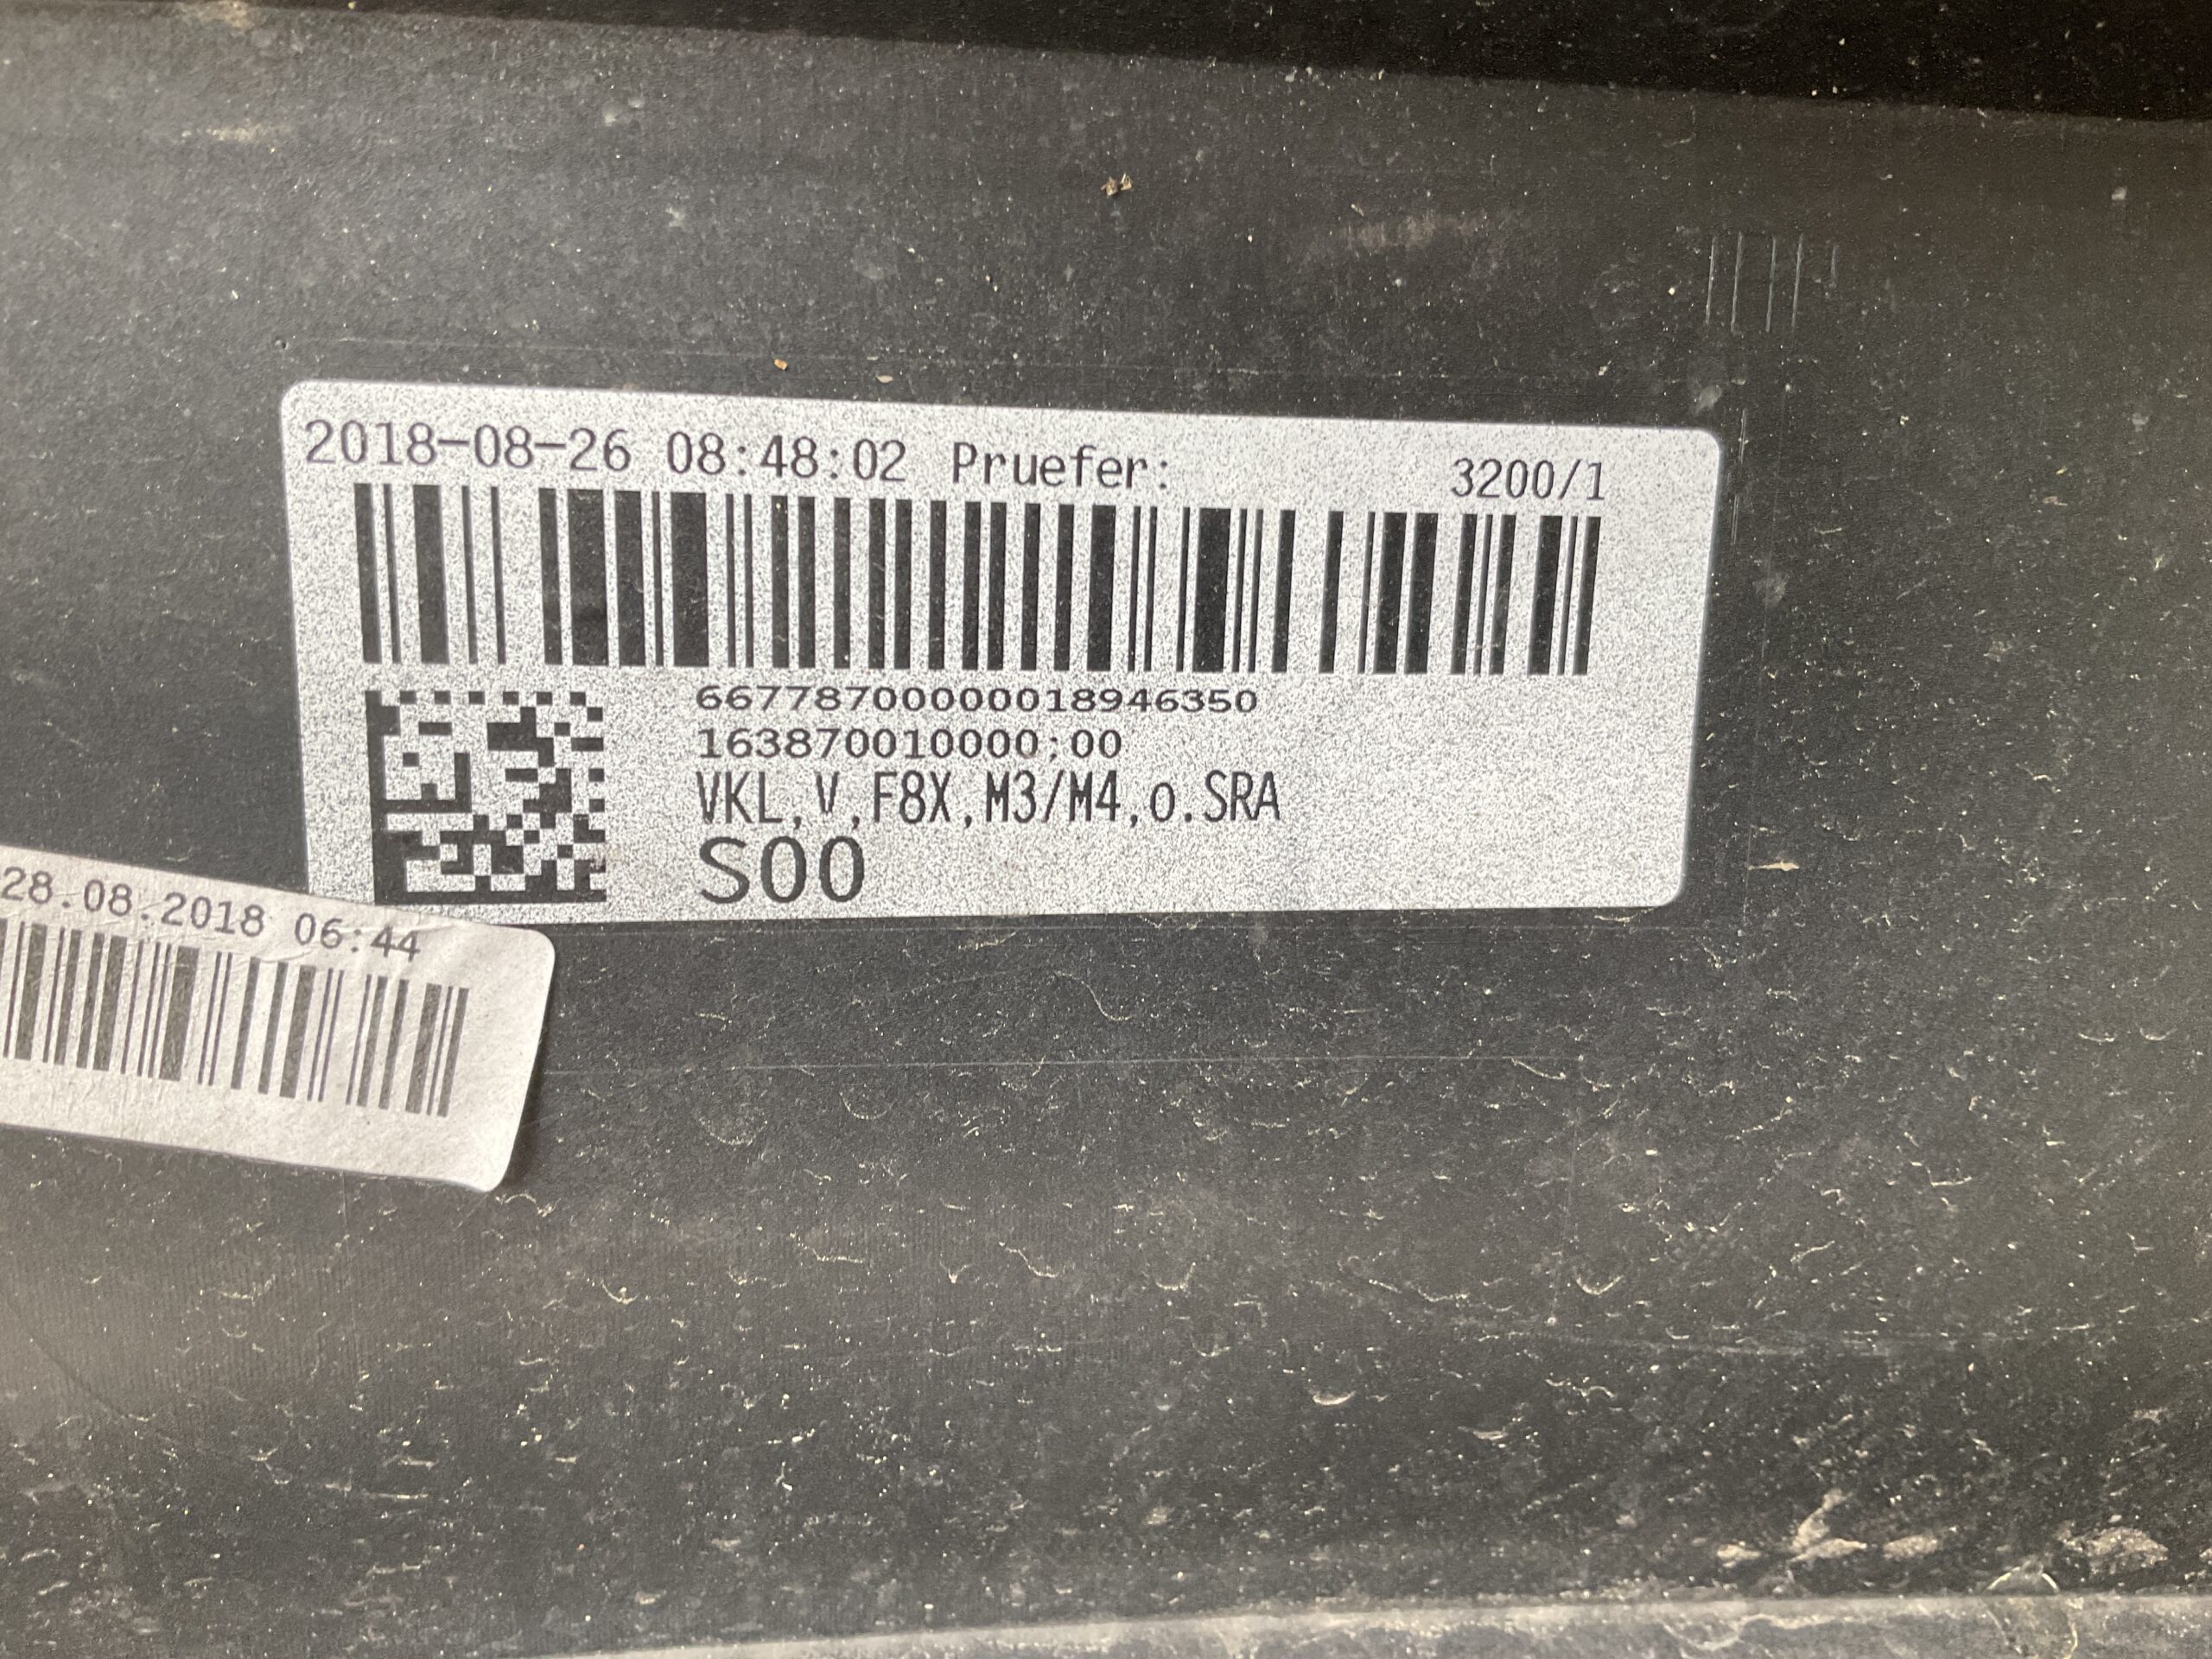 2018-08-26 08:48:02 Pruefer: 3200/1
66778700000018946350
163870010000;00
VKL,V,F8X,M3/M4,o.SRA
S00
28.08.2018 06:44